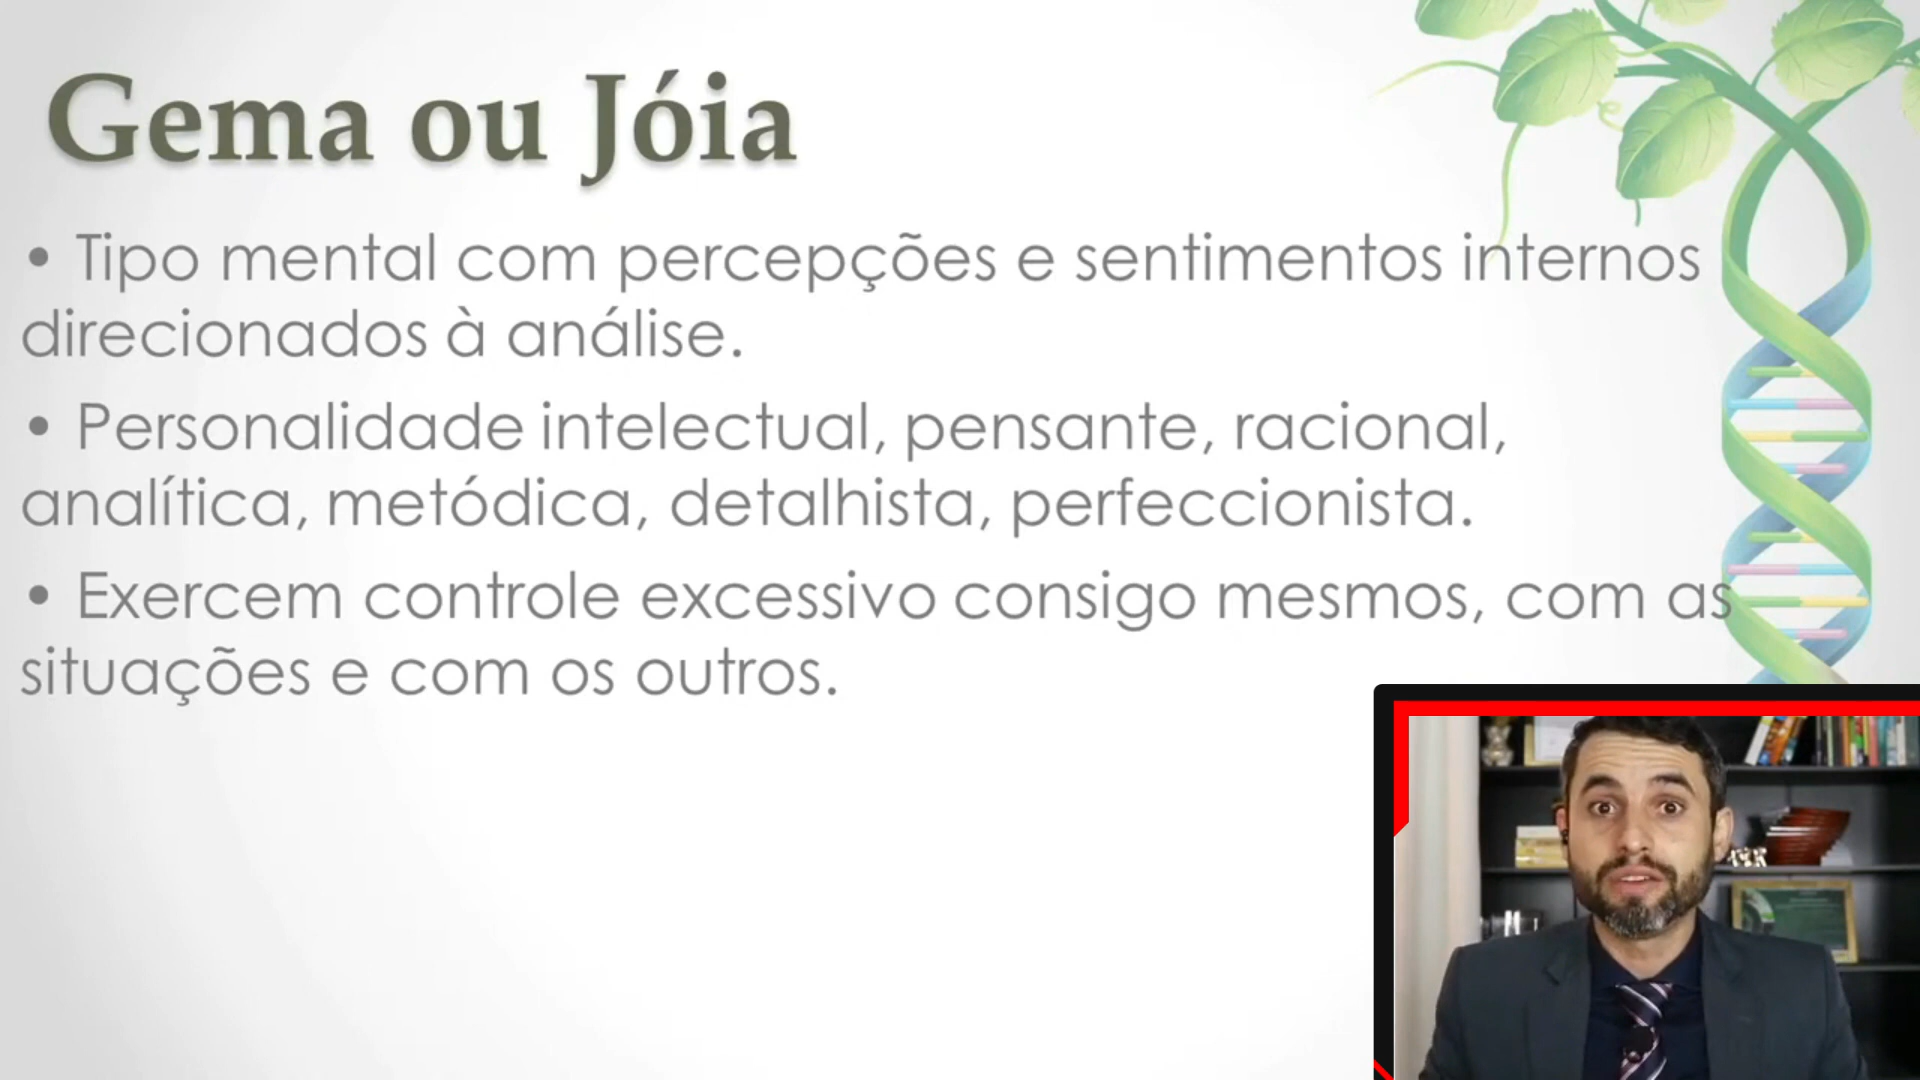 Gema ou Jóia
• Tipo mental com percepções e sentimentos internos
direcionados à análise.
• Personalidade intelectual, pensante, racional,
analítica, metódica, detalhista, perfeccionista.
• Exercem controle excessivo consigo mesmos, com as
situações e com os outros.